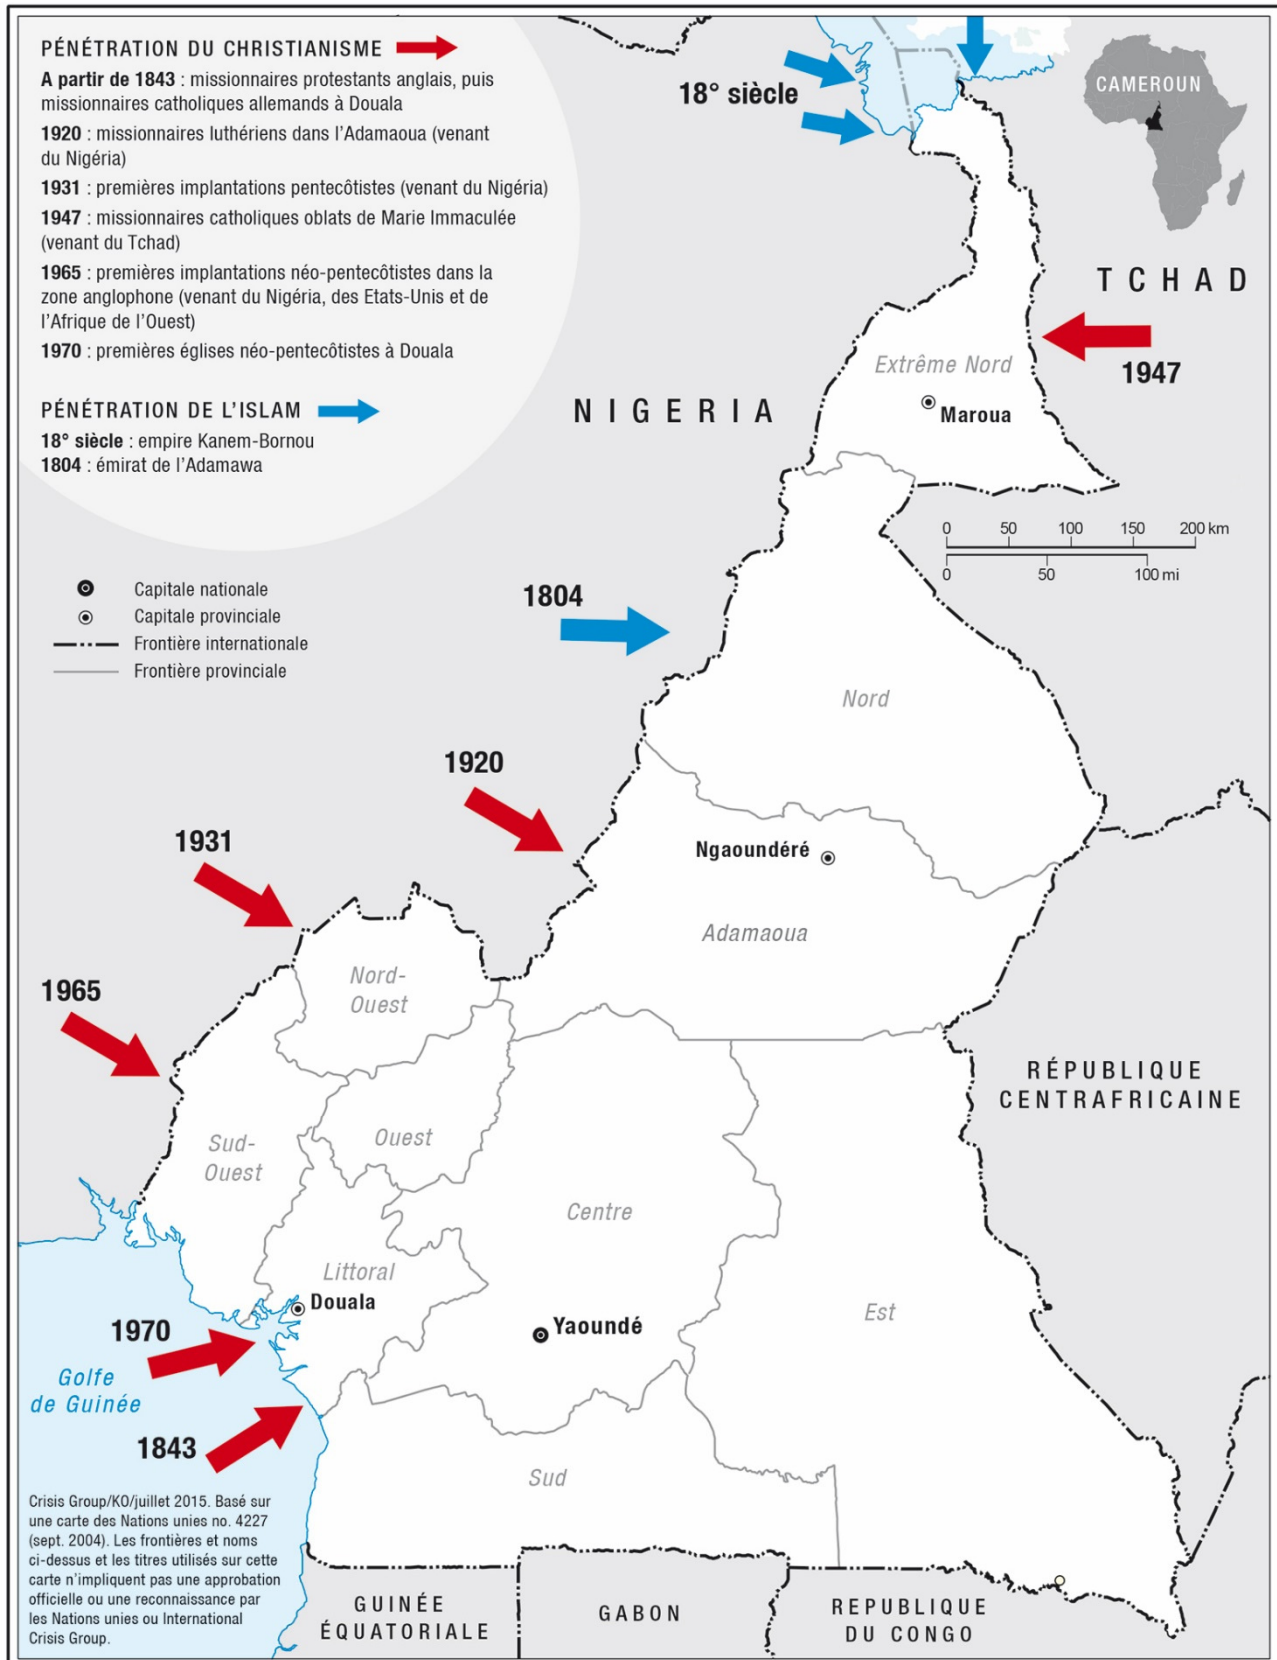 PÉNÉTRATION DU CHRISTIANISME
A partir de 1843 : missionnaires protestants anglais, puis
missionnaires catholiques allemands à Douala
1920 : missionnaires luthériens dans l'Adamaoua (venant
du Nigéria)
1931 : premières implantations pentecôtistes (venant du Nigéria)
1947 : missionnaires catholiques oblats de Marie Immaculée
(venant du Tchad)
1965 : premières implantations néo-pentecôtistes dans la
zone anglophone (venant du Nigéria, des Etats-Unis et de
l'Afrique de l'Ouest)
1970 : premières églises néo-pentecôtistes à Douala
PÉNÉTRATION DE L'ISLAM
18° siècle : empire Kanem-Bornou
1804 : émirat de l'Adamawa
Capitale nationale
Capitale provinciale
Frontière internationale
Frontière provinciale
18° siècle
CAMEROUN
TCHAD
1947
Extrême Nord
Maroua
NIGERIA
0 50 100 150 200 km
0 50 100 mi
1804
Nord
1920
Ngaoundéré
Adamaoua
1931
Nord-
Ouest
1965
RÉPUBLIQUE
CENTRAFRICAINE
Sud-
Ouest
Ouest
Centre
Littoral
Douala
Yaoundé
Est
1970
Golfe
de Guinée
1843
Sud
Crisis Group/KO/juillet 2015. Basé sur
une carte des Nations unies no. 4227
(sept. 2004). Les frontières et noms
ci-dessus et les titres utilisés sur cette
carte n'impliquent pas une approbation
officielle ou une reconnaissance par
les Nations unies ou International
Crisis Group.
GUINÉE
ÉQUATORIALE
GABON
REPUBLIQUE
DU CONGO